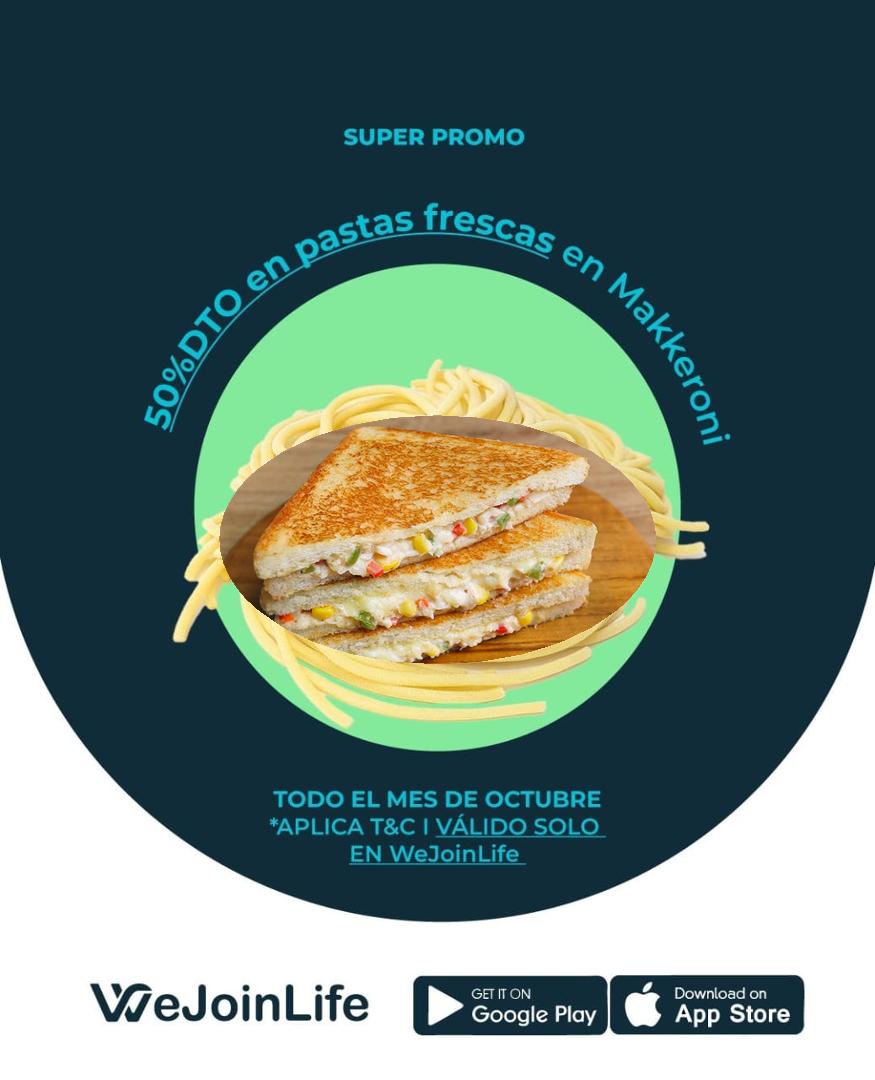 SUPER PROMO
50%DTO en pastas frescas en Makkeroni
TODO EL MES DE OCTUBRE
*APLICA T&C I VÁLIDO SOLO
EN WeJoinLife
WeJoinLife
GET IT ON
Google Play
Download on
App Store